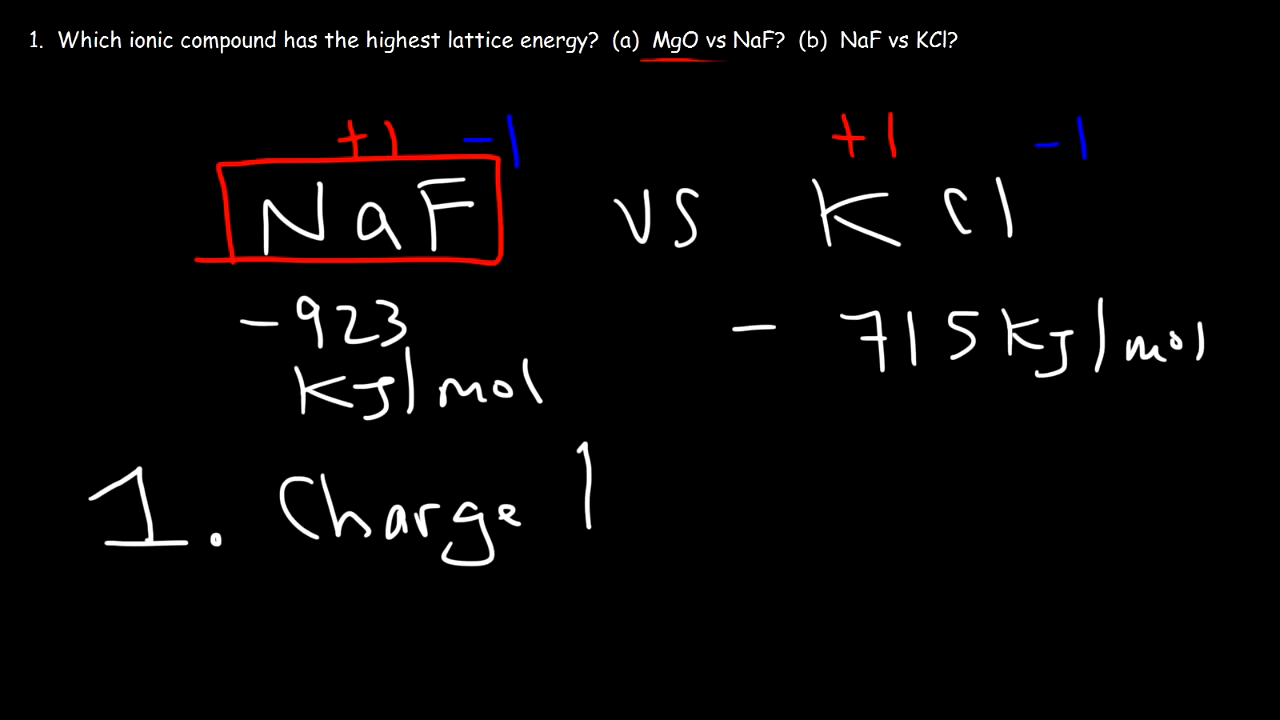 1. Which ionic compound has the highest lattice energy? (a) MgO vs NaF? (b) NaF vs KCl?
+1 -1 +1 -1
NaF vs KCl
-923 - 715 KJ/mol
KJ/mol
1. Charge